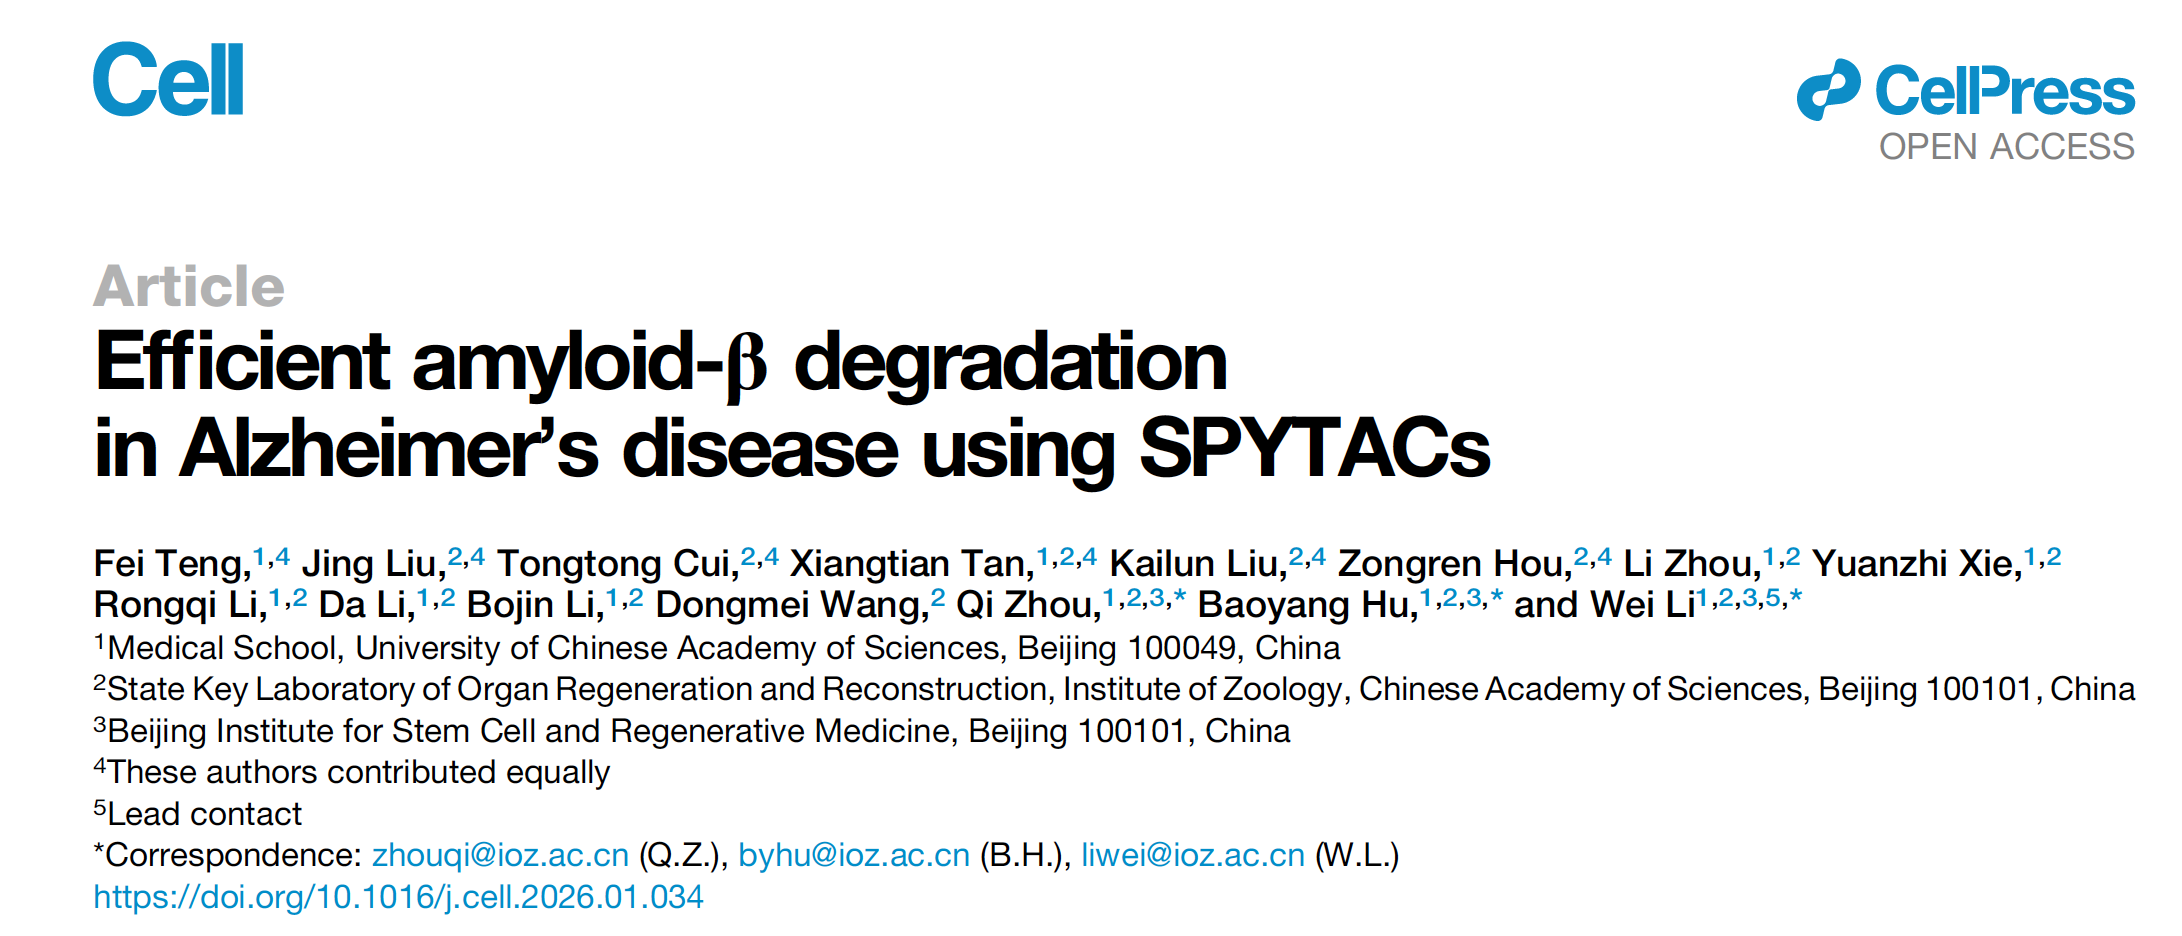 Cell
CellPress
OPEN ACCESS
Article
Efficient amyloid-β degradation
in Alzheimer's disease using SPYTACs
Fei Teng,1,4 Jing Liu,2,4 Tongtong Cui,2,4 Xiangtian Tan,1,2,4 Kailun Liu,2,4 Zongren Hou,2,4 Li Zhou,1,2 Yuanzhi Xie,1,2
Rongqi Li,1,2 Da Li,1,2 Bojin Li,1,2 Dongmei Wang,2 Qi Zhou,1,2,3,* Baoyang Hu,1,2,3,* and Wei Li1,2,3,5,*
1Medical School, University of Chinese Academy of Sciences, Beijing 100049, China
2State Key Laboratory of Organ Regeneration and Reconstruction, Institute of Zoology, Chinese Academy of Sciences, Beijing 100101, China
3Beijing Institute for Stem Cell and Regenerative Medicine, Beijing 100101, China
4These authors contributed equally
5Lead contact
*Correspondence: zhouqi@ioz.ac.cn (Q.Z.), byhu@ioz.ac.cn (B.H.), liwei@ioz.ac.cn (W.L.)
https://doi.org/10.1016/j.cell.2026.01.034